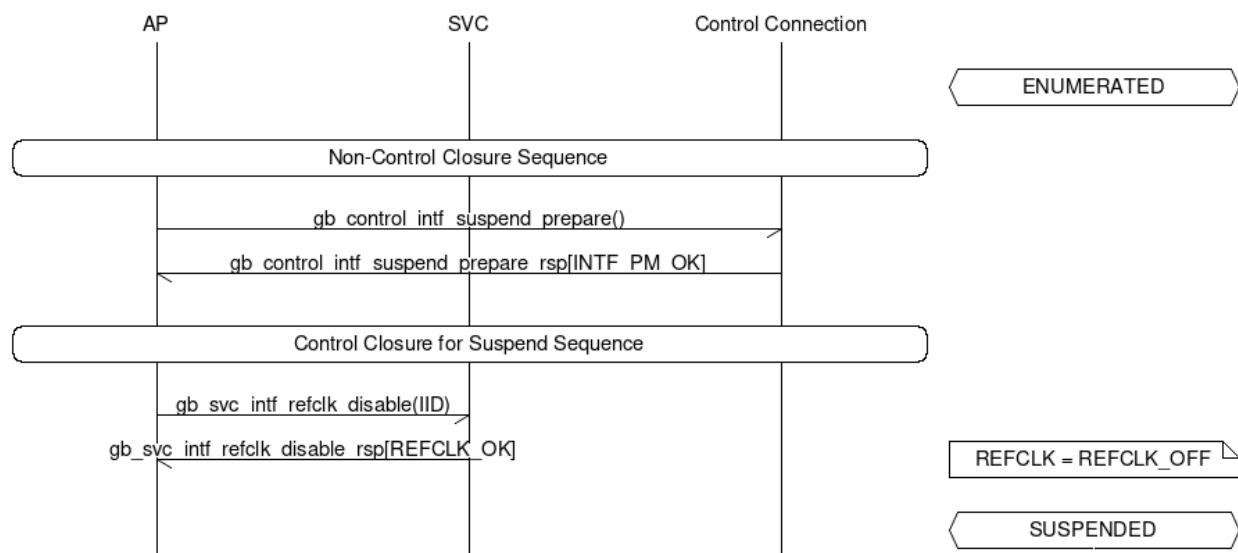 AP SVC Control Connection
ENUMERATED
Non-Control Closure Sequence
gb_control_intf_suspend_prepare()
gb_control_intf_suspend_prepare_rsp[INTF_PM_OK]
Control Closure for Suspend Sequence
gb_svc_intf_refclk_disable(IID)
gb_svc_intf_refclk_disable_rsp[REFCLK_OK]
REFCLK = REFCLK_OFF
SUSPENDED